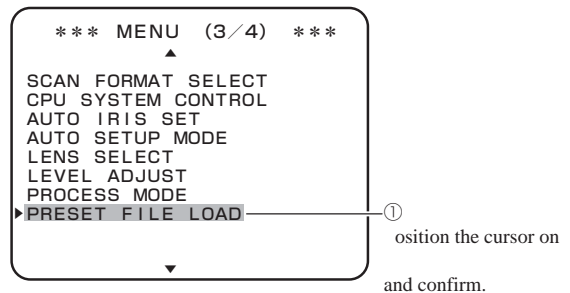 *** MENU (3/4) ***
▲
SCAN FORMAT SELECT
CPU SYSTEM CONTROL
AUTO IRIS SET
AUTO SETUP MODE
LENS SELECT
LEVEL ADJUST
PROCESS MODE
▶PRESET FILE LOAD
①
osition the cursor on
▼
and confirm.